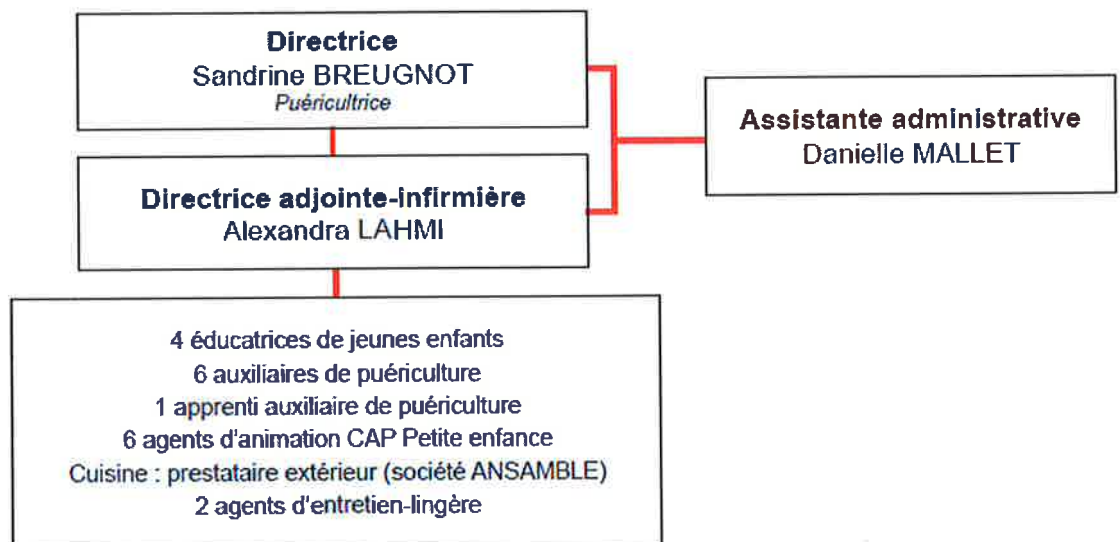 Directrice
Sandrine BREUGNOT
Puéricultrice
Assistante administrative
Danielle MALLET
Directrice adjointe-infirmière
Alexandra LAHMI
4 éducatrices de jeunes enfants
6 auxiliaires de puériculture
1 apprenti auxiliaire de puériculture
6 agents d'animation CAP Petite enfance
Cuisine : prestataire extérieur (société ANSAMBLE)
2 agents d'entretien-lingère